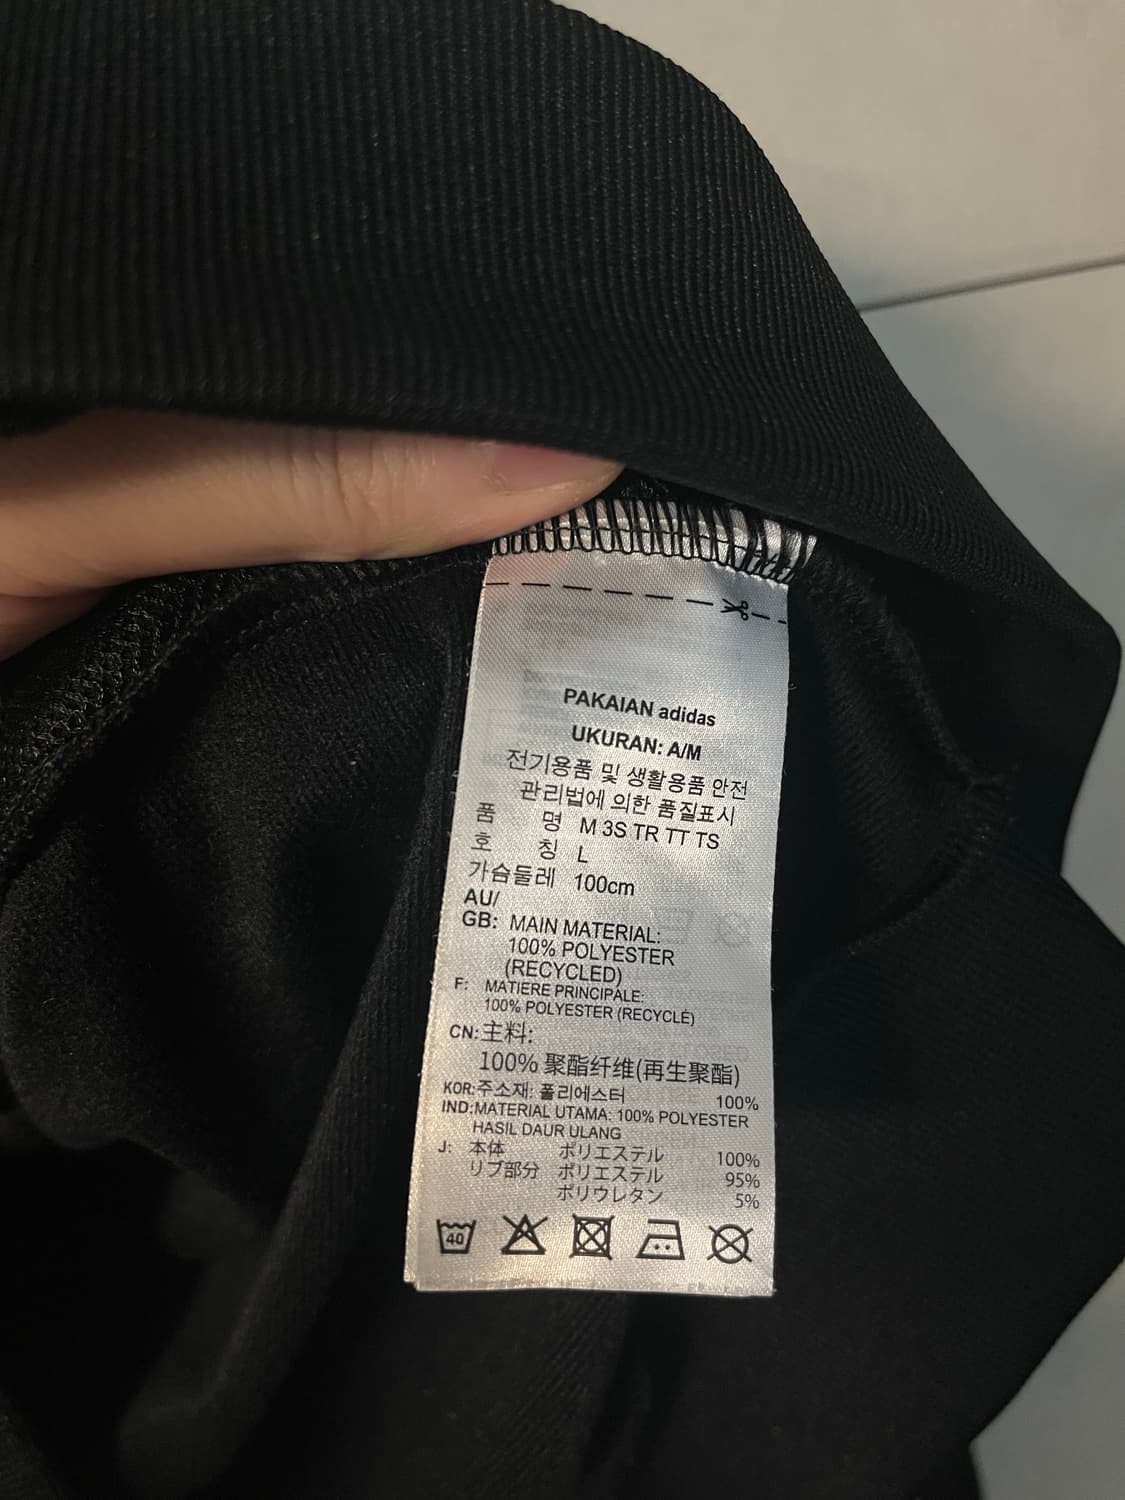 PAKAIAN adidas
UKURAN: A/M
전기용품 및 생활용품 안전
관리법에 의한 품질표시
품 명 M 3S TR TT TS
호 칭 L
가슴둘레 100cm
AU/
GB: MAIN MATERIAL:
100% POLYESTER
(RECYCLED)
F: MATIERE PRINCIPALE:
100% POLYESTER (RECYCLÉ)
CN: 主料:
100% 聚酯纤维(再生聚酯)
KOR: 주소재: 폴리에스터 100%
IND: MATERIAL UTAMA: 100% POLYESTER
HASIL DAUR ULANG
J: 本体 ポリエステル 100%
リブ部分 ポリエステル 95%
ポリウレタン 5%
40